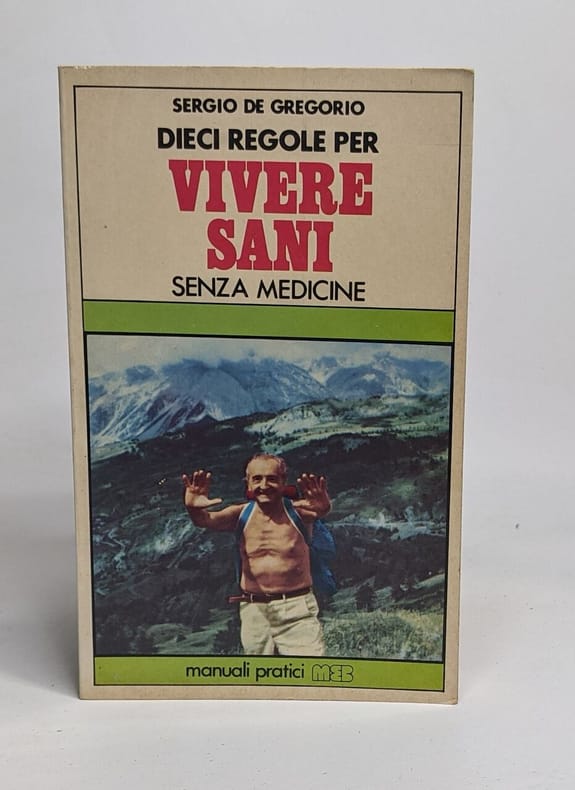 SERGIO DE GREGORIO
DIECI REGOLE PER
VIVERE
SANI
SENZA MEDICINE
manuali pratici MEB